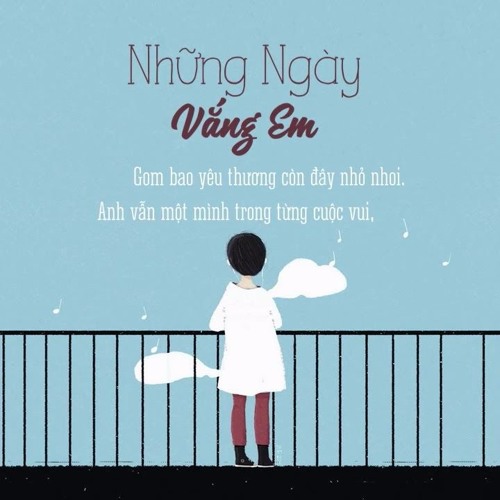 Những Ngày
Vắng Em
Gom bao yêu thương còn đây nhỏ nhoi.
Anh vẫn một mình trong từng cuộc vui,